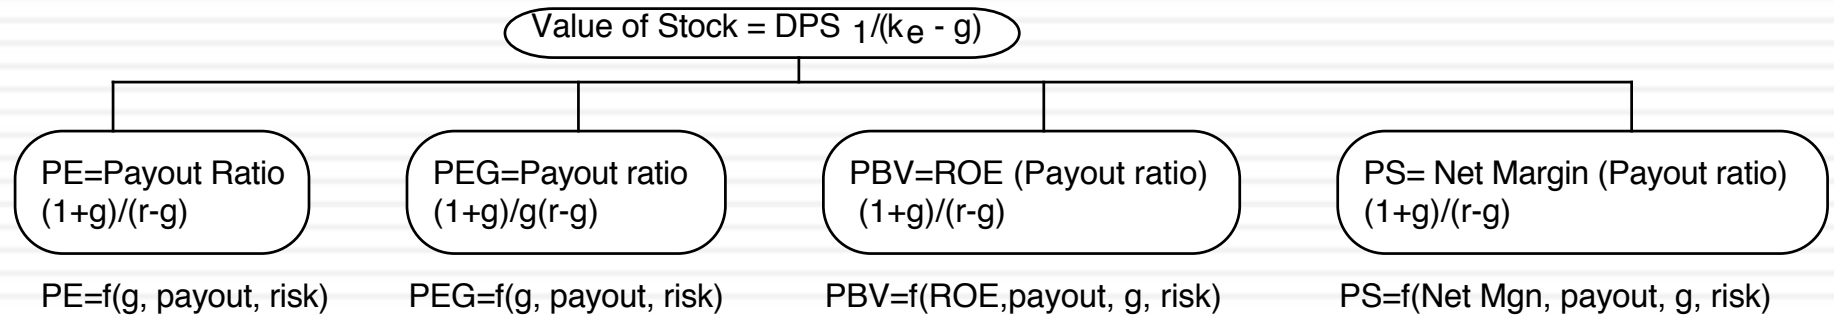 Value of Stock = DPS 1/(ke - g)
PE=Payout Ratio
(1+g)/(r-g)
PEG=Payout ratio
(1+g)/g(r-g)
PBV=ROE (Payout ratio)
(1+g)/(r-g)
PS= Net Margin (Payout ratio)
(1+g)/(r-g)
PE=f(g, payout, risk)
PEG=f(g, payout, risk)
PBV=f(ROE,payout, g, risk)
PS=f(Net Mgn, payout, g, risk)